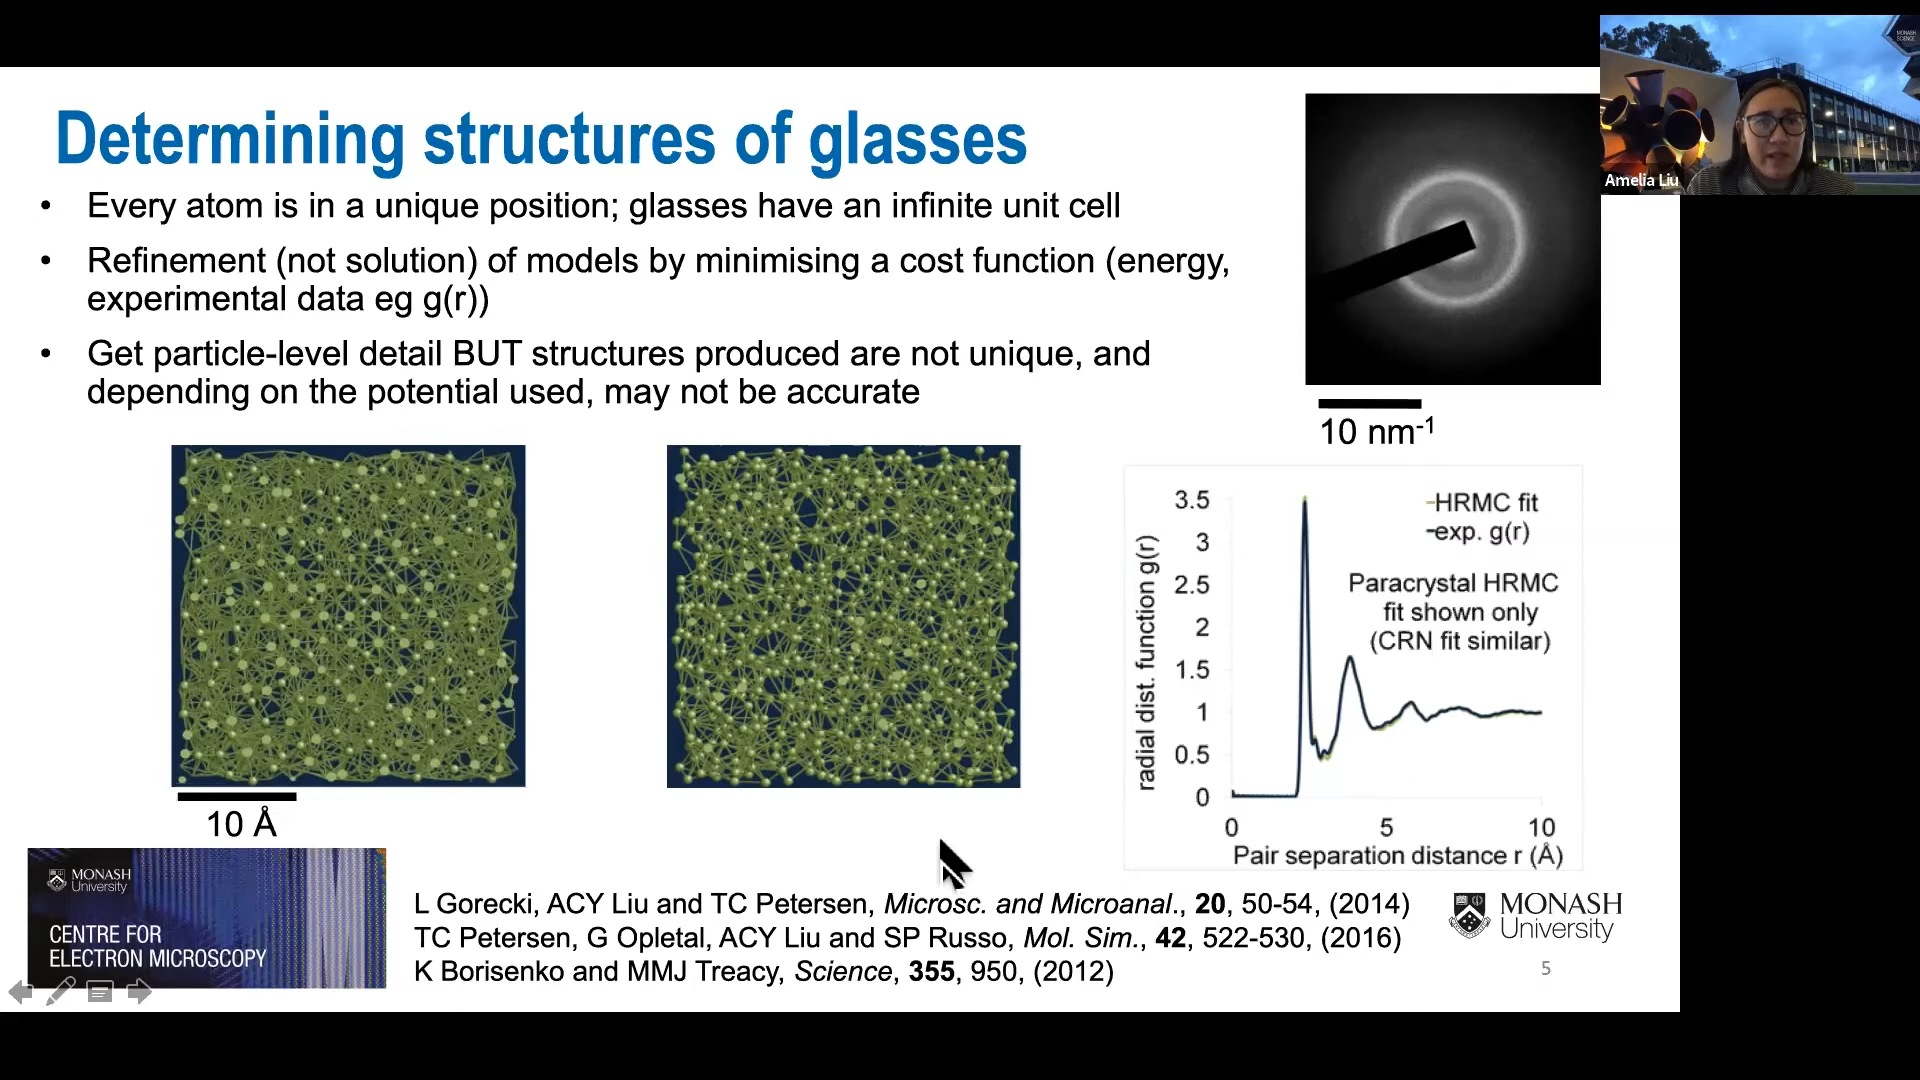 Determining structures of glasses
• Every atom is in a unique position; glasses have an infinite unit cell
• Refinement (not solution) of models by minimising a cost function (energy,
experimental data eg g(r))
• Get particle-level detail BUT structures produced are not unique, and
depending on the potential used, may not be accurate
MONASH
SCIENCE
Amelia Liu
10 nm-1
10 Å
radial dist. function g(r)
3.5
3
2.5
2
1.5
1
0.5
0
-HRMC fit
-exp. g(r)
Paracrystal HRMC
fit shown only
(CRN fit similar)
0 5 10
Pair separation distance r (Å)
MONASH
University
CENTRE FOR
ELECTRON MICROSCOPY
L Gorecki, ACY Liu and TC Petersen, Microsc. and Microanal., 20, 50-54, (2014)
TC Petersen, G Opletal, ACY Liu and SP Russo, Mol. Sim., 42, 522-530, (2016)
K Borisenko and MMJ Treacy, Science, 355, 950, (2012)
MONASH
University
5